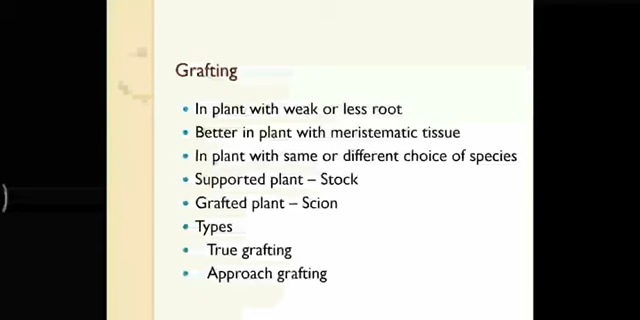 Grafting
• In plant with weak or less root
• Better in plant with meristematic tissue
• In plant with same or different choice of species
• Supported plant – Stock
• Grafted plant – Scion
• Types
• True grafting
• Approach grafting